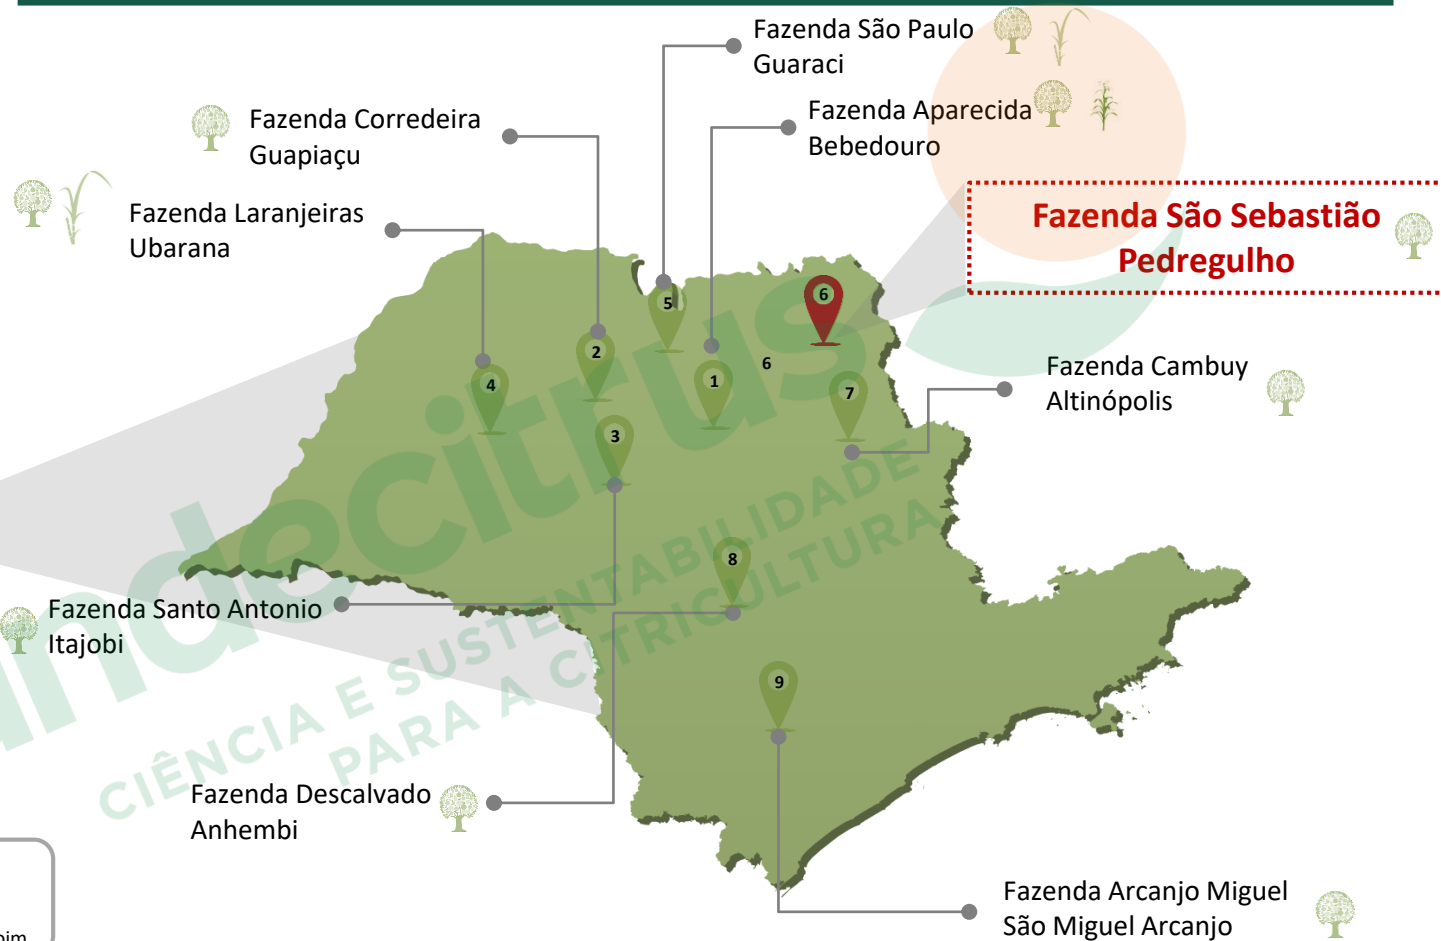 Fazenda São Paulo
Guaraci
Fazenda Corredeira
Guapiaçu
Fazenda Aparecida
Bebedouro
Fazenda Laranjeiras
Ubarana
Fazenda São Sebastião
Pedregulho
5
6
2
1
6
4
7
3
Fazenda Cambuy
Altinópolis
8
Fazenda Santo Antonio
Itajobi
9
Fazenda Descalvado
Anhembi
Fazenda Arcanjo Miguel
São Miguel Arcanjo
ndecitrus
CIÊNCIA E SUSTENTABILIDADE
PARA A CITRICULTURA